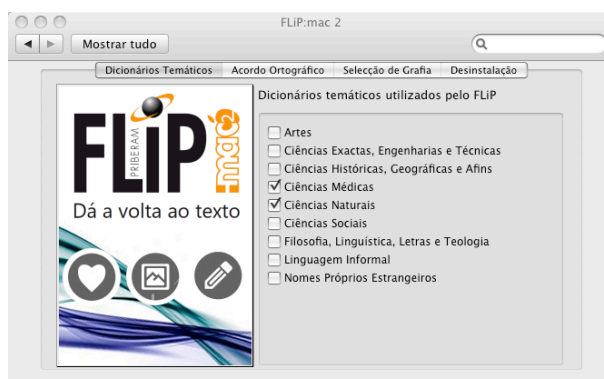 FLiP:mac 2
Mostrar tudo
Dicionários Temáticos Acordo Ortográfico Selecção de Grafia Desinstalação
Dicionários temáticos utilizados pelo FLiP
FLiP:mac2
PRIBERAM
Dá a volta ao texto
Artes
Ciências Exactas, Engenharias e Técnicas
Ciências Históricas, Geográficas e Afins
Ciências Médicas
Ciências Naturais
Ciências Sociais
Filosofia, Linguística, Letras e Teologia
Linguagem Informal
Nomes Próprios Estrangeiros